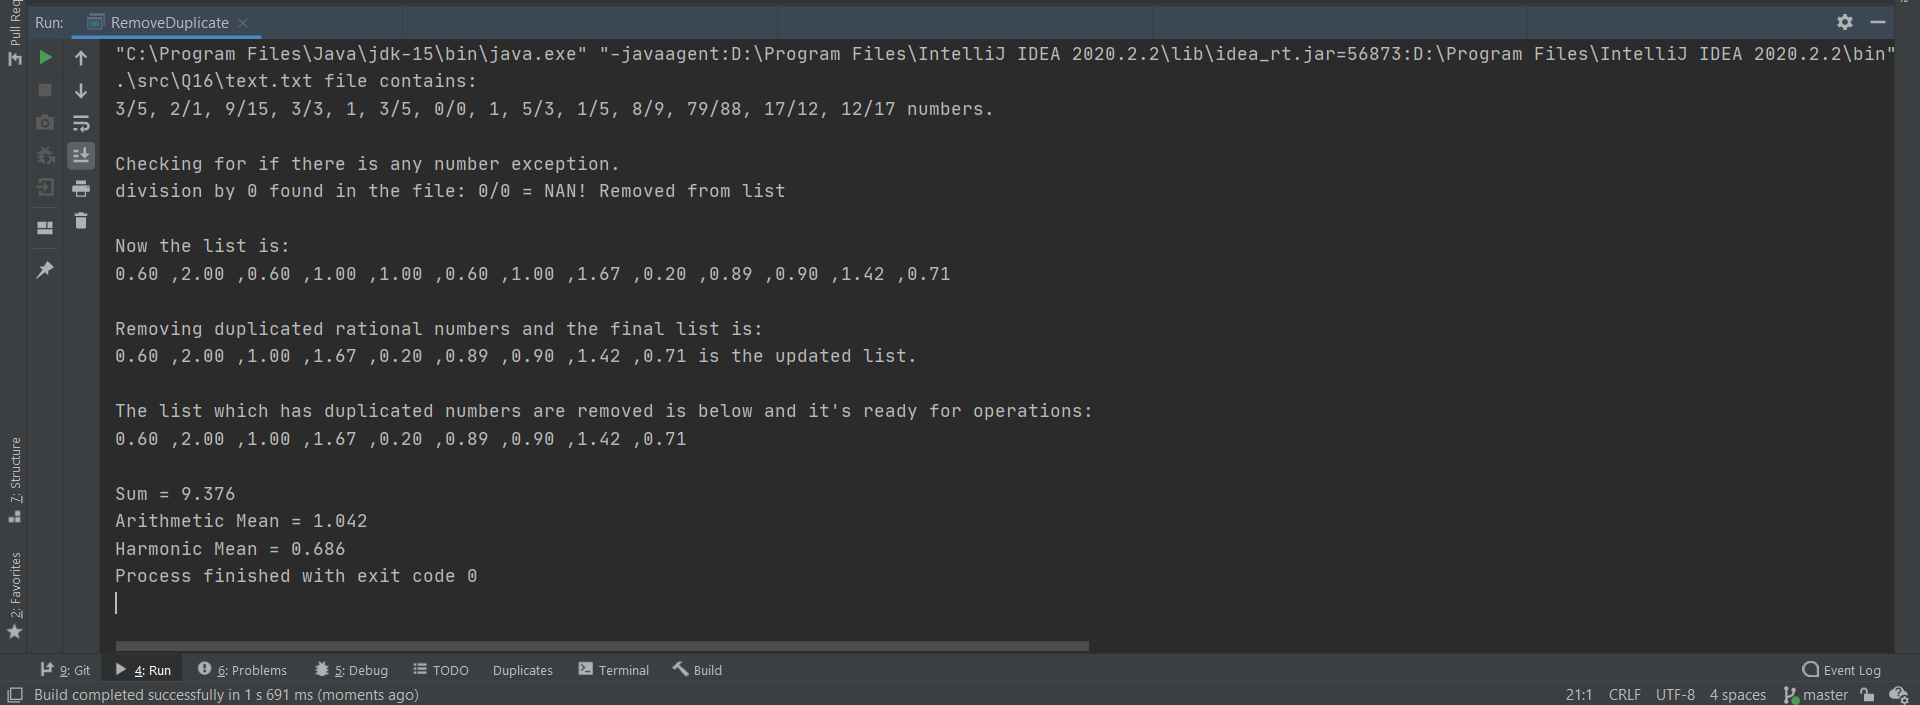 Pull Req
Run: RemoveDuplicate
"C:\Program Files\Java\jdk-15\bin\java.exe" "-javaagent:D:\Program Files\IntelliJ IDEA 2020.2.2\lib\idea_rt.jar=56873:D:\Program Files\IntelliJ IDEA 2020.2.2\bin"
.\src\Q16\text.txt file contains:
3/5, 2/1, 9/15, 3/3, 1, 3/5, 0/0, 1, 5/3, 1/5, 8/9, 79/88, 17/12, 12/17 numbers.
Checking for if there is any number exception.
division by 0 found in the file: 0/0 = NAN! Removed from list
Now the list is:
0.60 ,2.00 ,0.60 ,1.00 ,1.00 ,0.60 ,1.00 ,1.67 ,0.20 ,0.89 ,0.90 ,1.42 ,0.71
Removing duplicated rational numbers and the final list is:
0.60 ,2.00 ,1.00 ,1.67 ,0.20 ,0.89 ,0.90 ,1.42 ,0.71 is the updated list.
The list which has duplicated numbers are removed is below and it's ready for operations:
0.60 ,2.00 ,1.00 ,1.67 ,0.20 ,0.89 ,0.90 ,1.42 ,0.71
Sum = 9.376
Arithmetic Mean = 1.042
Harmonic Mean = 0.686
Process finished with exit code 0
7: Structure
2: Favorites
9: Git 4: Run 6: Problems 5: Debug TODO Duplicates Terminal Build Event Log
Build completed successfully in 1 s 691 ms (moments ago) 21:1 CRLF UTF-8 4 spaces master